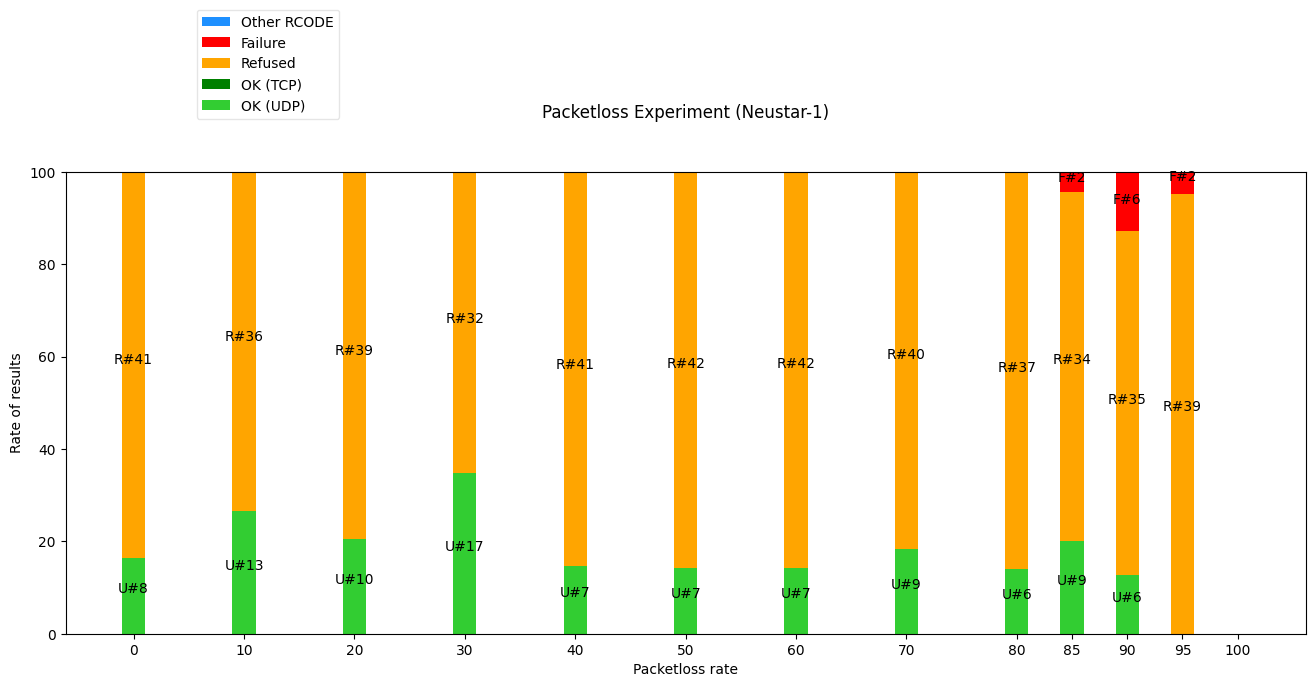 Other RCODE
Failure
Refused
OK (TCP)
OK (UDP)
Packetloss Experiment (Neustar-1)
Rate of results
100
80
60
40
20
0
R#41
R#36
R#39
R#32
R#41
R#42
R#42
R#40
R#37
R#34
R#35
R#39
F#2
F#6
F#2
U#8
U#13
U#10
U#17
U#7
U#7
U#7
U#9
U#6
U#9
U#6
0 10 20 30 40 50 60 70 80 85 90 95 100
Packetloss rate